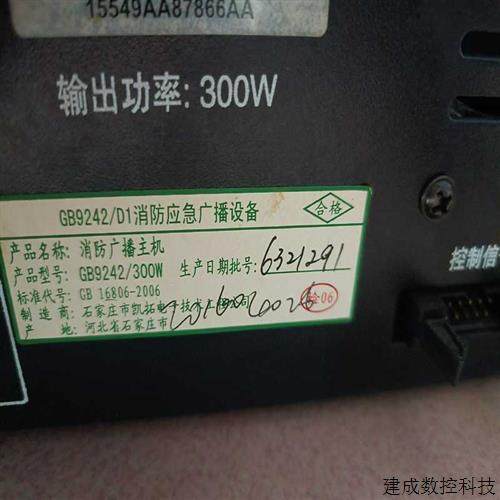 15549AA87866AA
输出功率: 300W
GB9242/D1消防应急广播设备
合格
产品名称: 消防广播主机
产品型号: GB9242/300W 生产日期批号: 6321291
标准代号: GB 16806-2006
制造商: 石家庄市凯拓电
产地: 河北省石家庄市
检06
控制信
建成数控科技